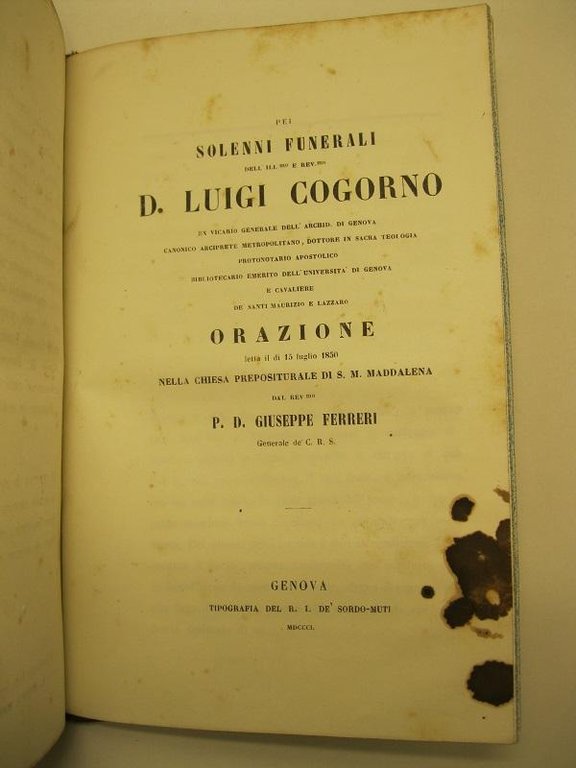 PEI
SOLENNI FUNERALI
DELL' ILL.mo E REV.mo
D. LUIGI COGORNO
EX VICARIO GENERALE DELL' ARCHID. DI GENOVA
CANONICO ARCIPRETE METROPOLITANO, DOTTORE IN SACRA TEOLOGIA
PROTONOTARIO APOSTOLICO
BIBLIOTECARIO EMERITO DELL'UNIVERSITA' DI GENOVA
E CAVALIERE
DE' SANTI MAURIZIO E LAZZARO
ORAZIONE
letta il dì 15 luglio 1850
NELLA CHIESA PREPOSITURALE DI S. M. MADDALENA
DAL REV.mo
P. D. GIUSEPPE FERRERI
Generale de' C. R. S.
GENOVA
TIPOGRAFIA DEL R. I. DE' SORDO-MUTI
MDCCCL.